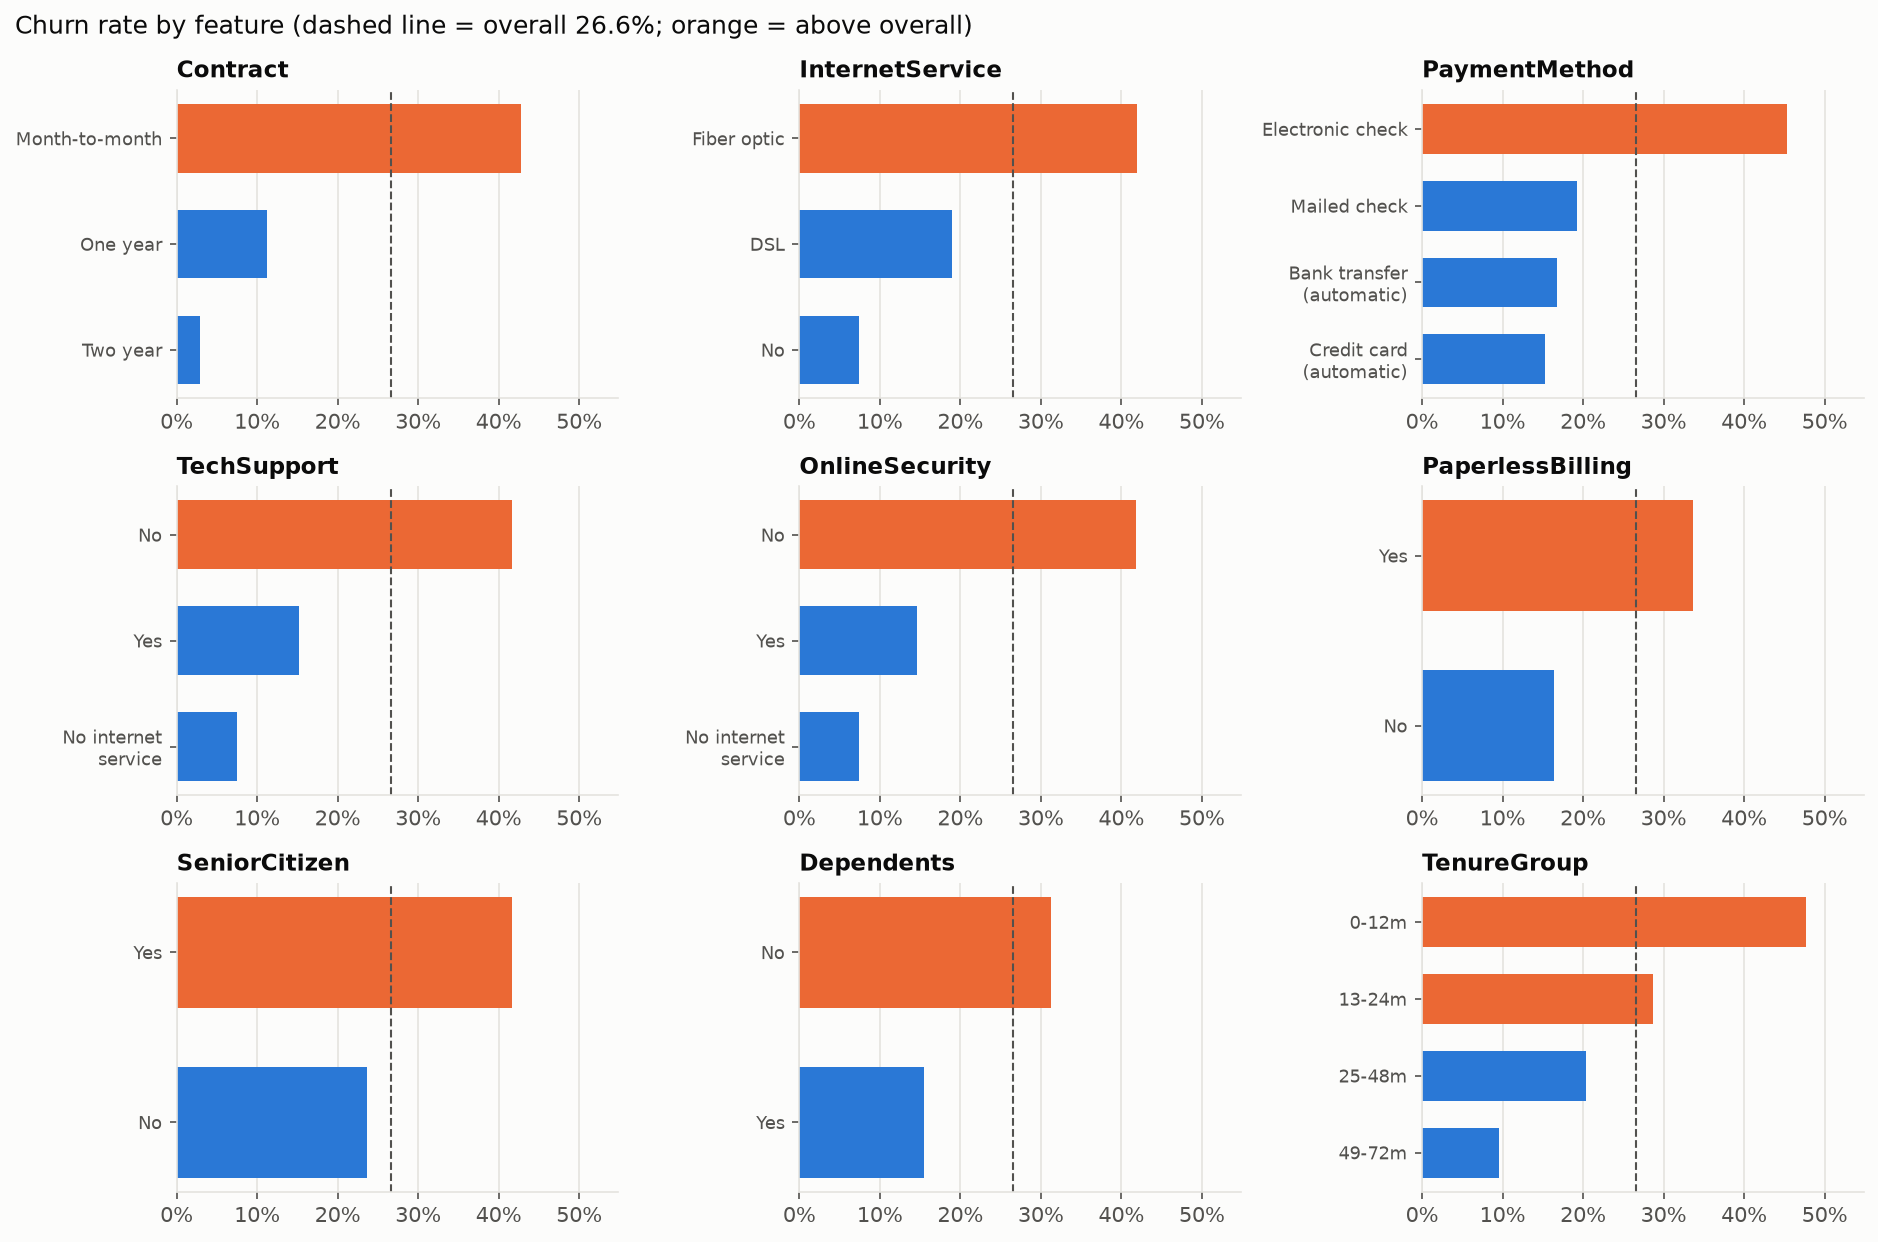 Churn rate by feature (dashed line = overall 26.6%; orange = above overall)
Contract
Month-to-month
One year
Two year
0% 10% 20% 30% 40% 50%
InternetService
Fiber optic
DSL
No
0% 10% 20% 30% 40% 50%
PaymentMethod
Electronic check
Mailed check
Bank transfer
(automatic)
Credit card
(automatic)
0% 10% 20% 30% 40% 50%
TechSupport
No
Yes
No internet
service
0% 10% 20% 30% 40% 50%
OnlineSecurity
No
Yes
No internet
service
0% 10% 20% 30% 40% 50%
PaperlessBilling
Yes
No
0% 10% 20% 30% 40% 50%
SeniorCitizen
Yes
No
0% 10% 20% 30% 40% 50%
Dependents
No
Yes
0% 10% 20% 30% 40% 50%
TenureGroup
0-12m
13-24m
25-48m
49-72m
0% 10% 20% 30% 40% 50%